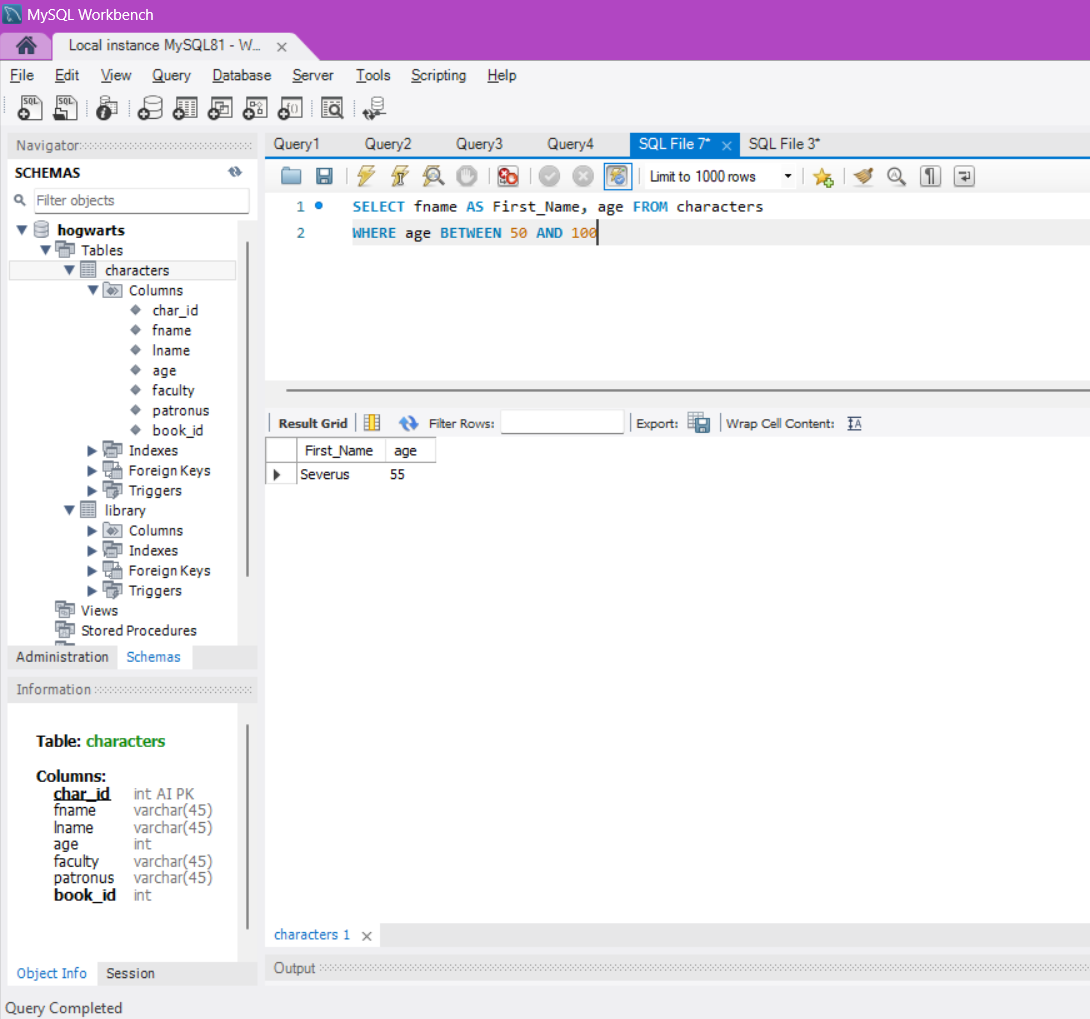 MySQL Workbench
Local instance MySQL81 - W...
File Edit View Query Database Server Tools Scripting Help
Navigator
SCHEMAS
Filter objects
hogwarts
Tables
characters
Columns
char_id
fname
lname
age
faculty
patronus
book_id
Indexes
Foreign Keys
Triggers
library
Columns
Indexes
Foreign Keys
Triggers
Views
Stored Procedures
Administration Schemas
Information
Table: characters
Columns:
char_id int AI PK
fname varchar(45)
lname varchar(45)
age int
faculty varchar(45)
patronus varchar(45)
book_id int
Object Info Session
Query1 Query2 Query3 Query4 SQL File 7* SQL File 3*
Limit to 1000 rows
1 SELECT fname AS First_Name, age FROM characters
2 WHERE age BETWEEN 50 AND 100
Result Grid Filter Rows: Export: Wrap Cell Content:
First_Name age
Severus 55
characters 1
Output
Query Completed